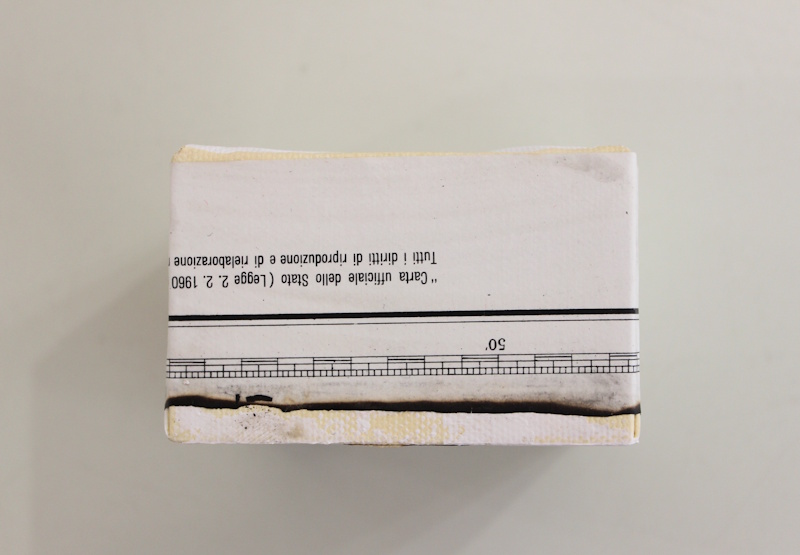 50'
"Carta ufficiale dello Stato ( Legge 2. 2. 1960
Tutti i diritti di riproduzione e di rielaborazione